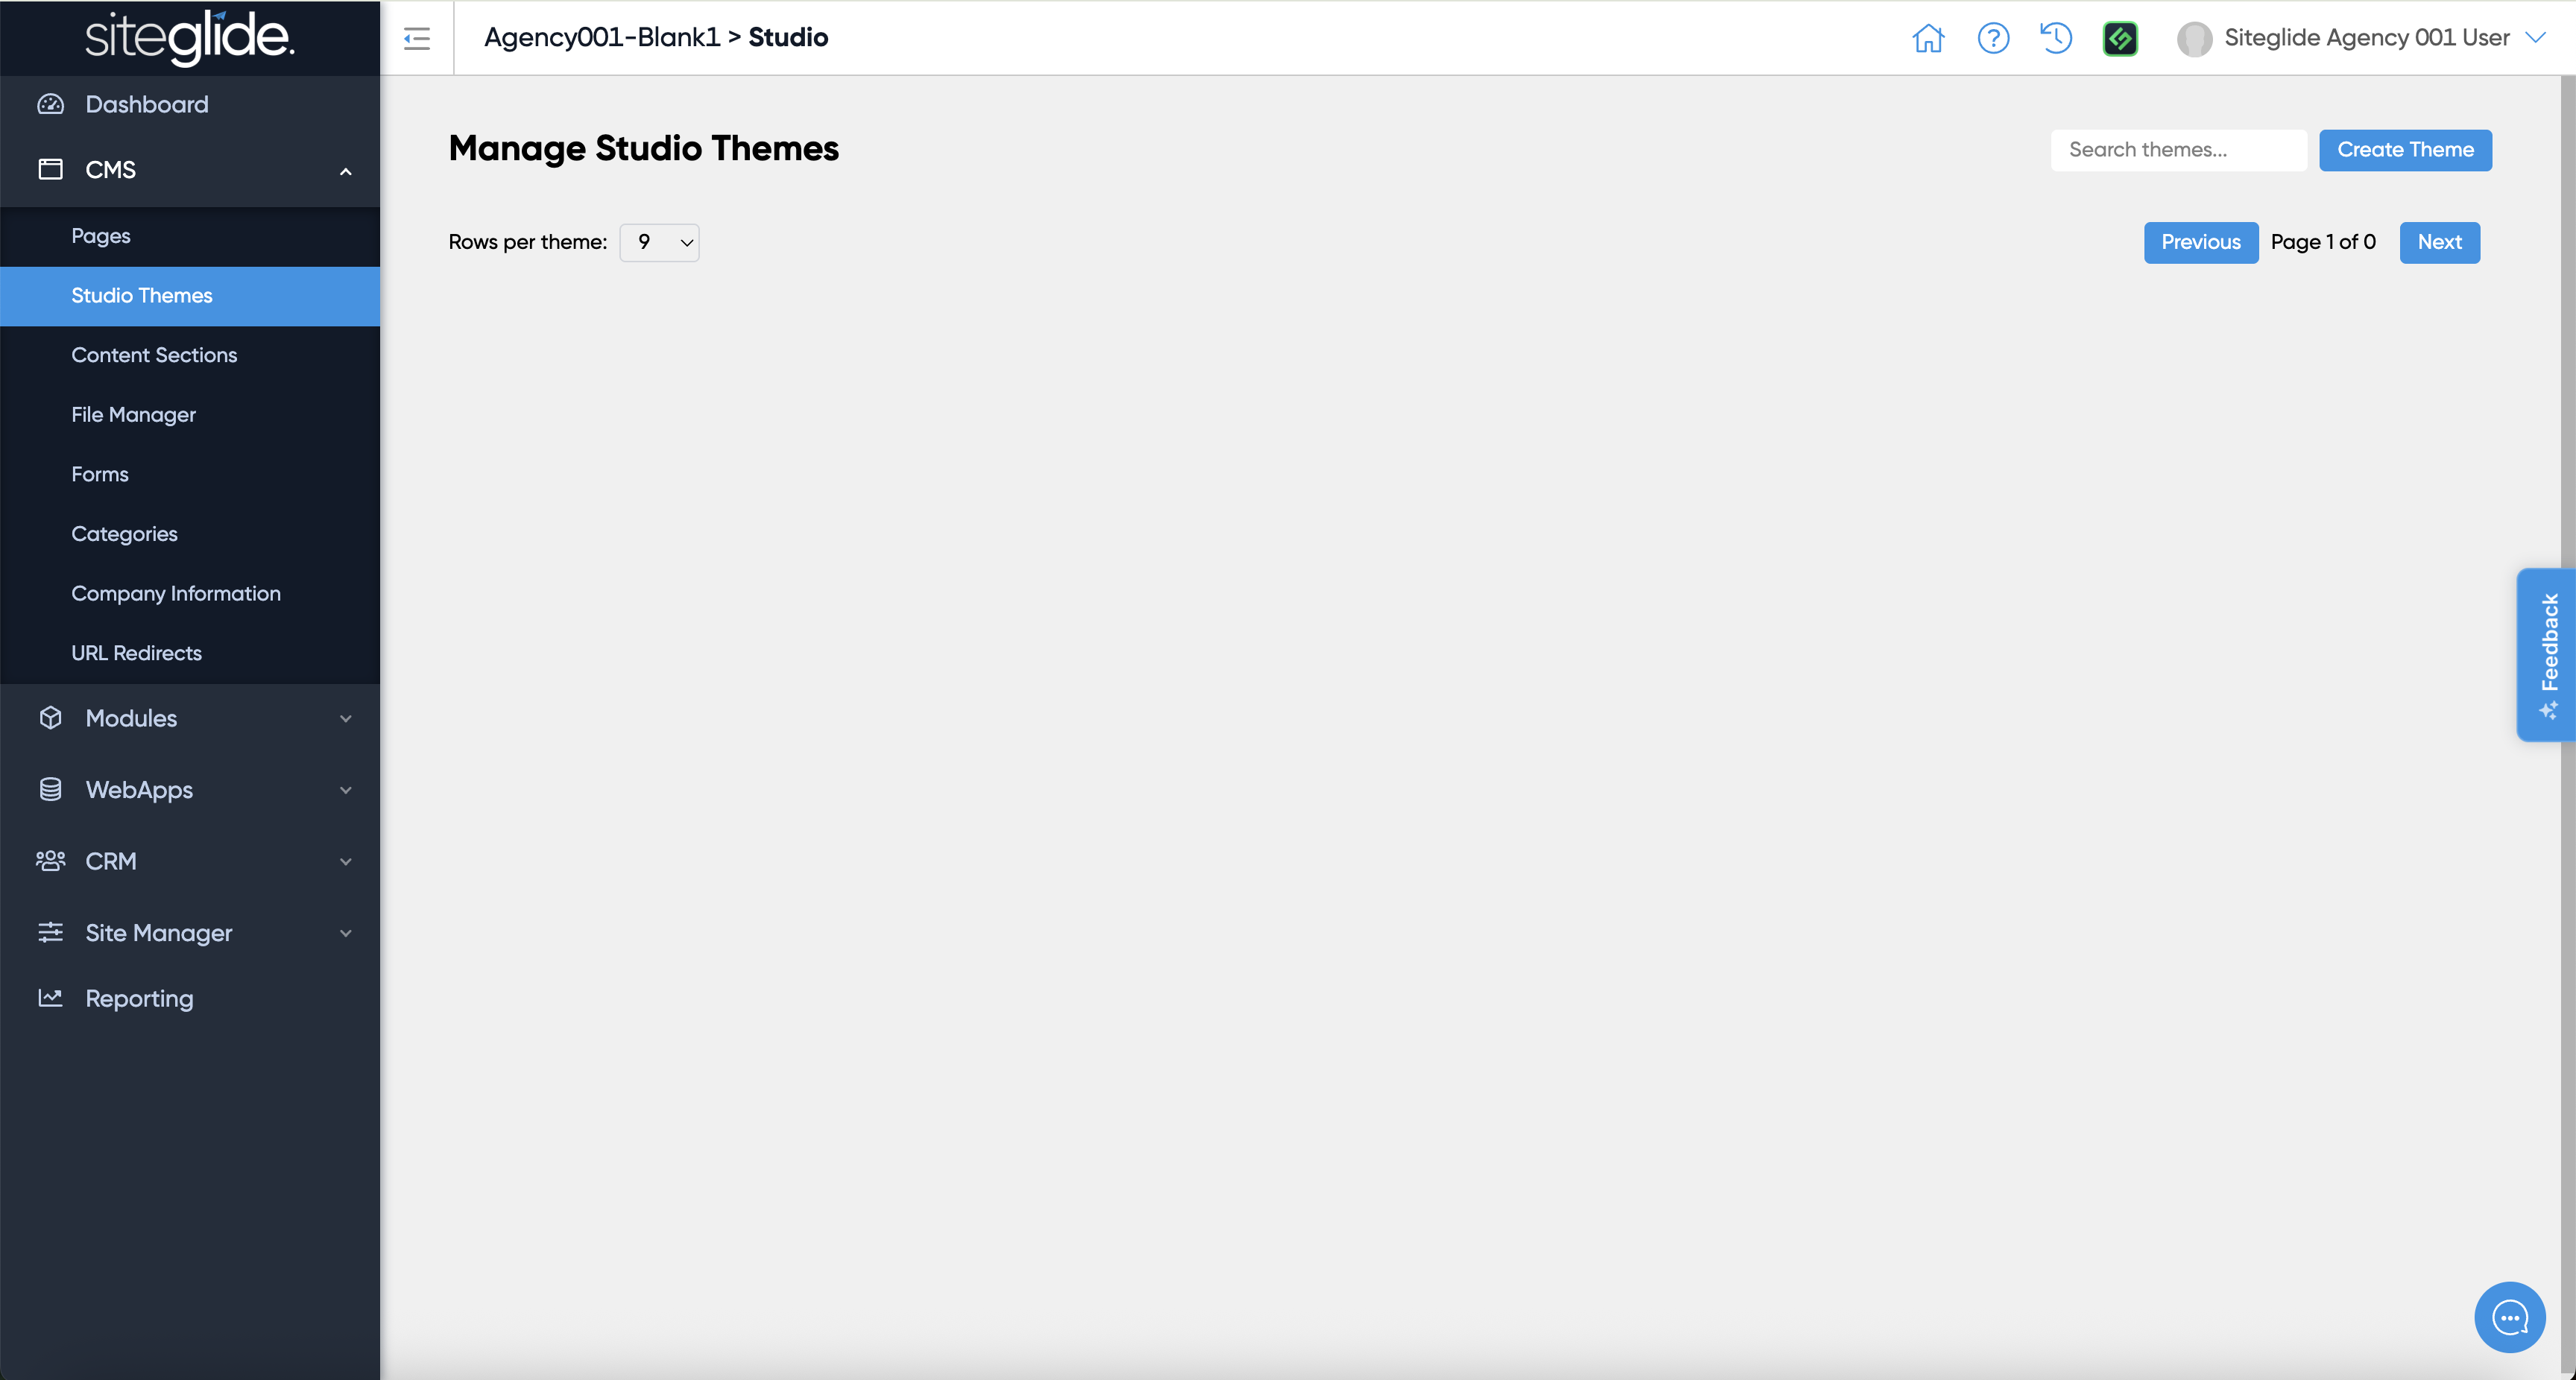 siteglide.
Agency001-Blank1 > Studio
Siteglide Agency 001 User
Dashboard
CMS
Pages
Studio Themes
Content Sections
File Manager
Forms
Categories
Company Information
URL Redirects
Modules
WebApps
CRM
Site Manager
Reporting
Manage Studio Themes
Search themes...
Create Theme
Rows per theme: 9
Previous
Page 1 of 0
Next
Feedback